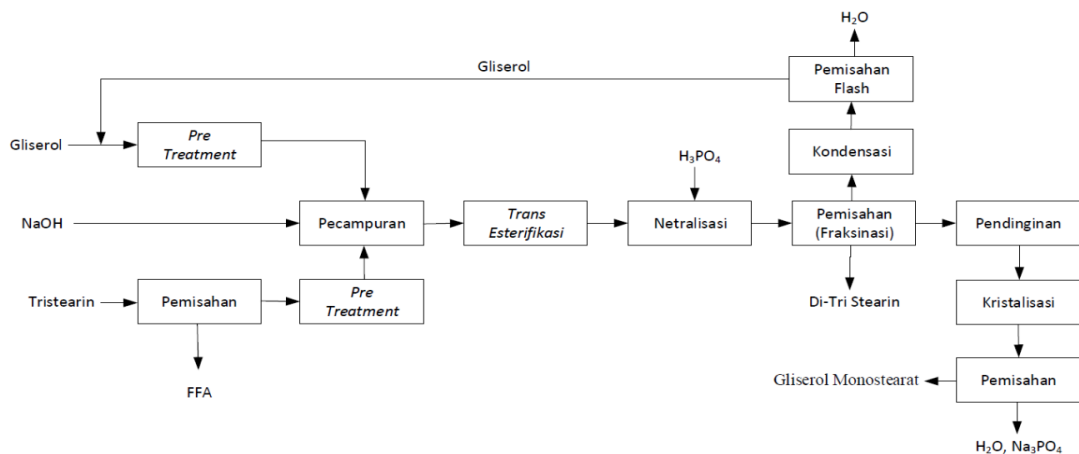 H₂O
Gliserol
Pemisahan
Flash
Gliserol
Pre
Treatment
H₃PO₄
Kondensasi
NaOH
Pecampuran
Trans
Esterifikasi
Netralisasi
Pemisahan
(Fraksinasi)
Pendinginan
Tristearin
Pemisahan
Pre
Treatment
Di-Tri Stearin
Kristalisasi
FFA
Gliserol Monostearat
Pemisahan
H₂O, Na₃PO₄